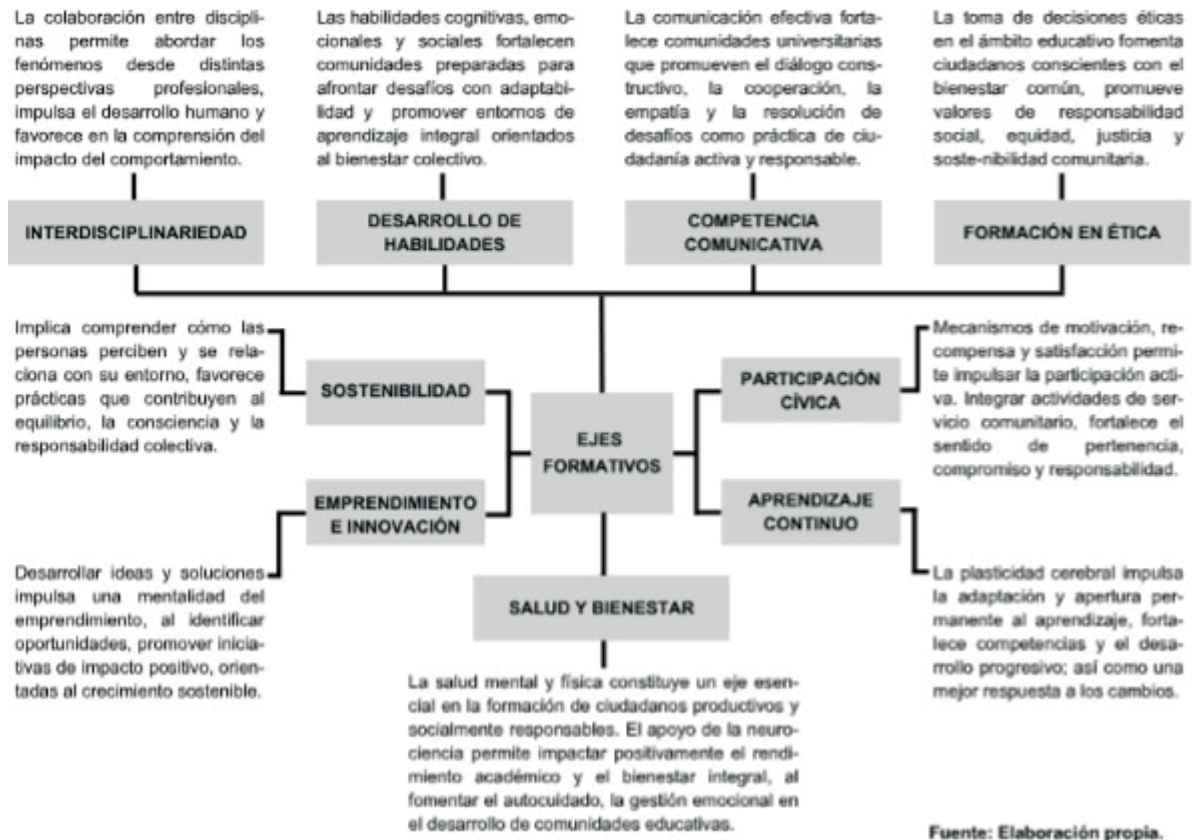 La colaboración entre discipli-
nas permite abordar los
fenómenos desde distintas
perspectivas profesionales,
impulsa el desarrollo humano y
favorece en la comprensión del
impacto del comportamiento.
Las habilidades cognitivas, emo-
cionales y sociales fortalecen
comunidades preparadas para
afrontar desafíos con adaptabi-
lidad y promover entornos de
aprendizaje integral orientados
al bienestar colectivo.
La comunicación efectiva forta-
lece comunidades universitarias
que promueven el diálogo cons-
tructivo, la cooperación, la
empatía y la resolución de
desafíos como práctica de ciu-
dadanía activa y responsable.
La toma de decisiones éticas
en el ámbito educativo fomenta
ciudadanos conscientes con el
bienestar común, promueve
valores de responsabilidad
social, equidad, justicia y
soste-nibilidad comunitaria.
INTERDISCIPLINARIEDAD
DESARROLLO DE
HABILIDADES
COMPETENCIA
COMUNICATIVA
FORMACIÓN EN ÉTICA
Implica comprender cómo las
personas perciben y se rela-
ciona con su entorno, favorece
prácticas que contribuyen al
equilibrio, la consciencia y la
responsabilidad colectiva.
SOSTENIBILIDAD
PARTICIPACIÓN
CÍVICA
Mecanismos de motivación, re-
compensa y satisfacción permi-
te impulsar la participación acti-
va. Integrar actividades de ser-
vicio comunitario, fortalece el
sentido de pertenencia,
compromiso y responsabilidad.
EJES
FORMATIVOS
EMPRENDIMIENTO
E INNOVACIÓN
APRENDIZAJE
CONTINUO
Desarrollar ideas y soluciones
impulsa una mentalidad del
emprendimiento, al identificar
oportunidades, promover inicia-
tivas de impacto positivo, orien-
tadas al crecimiento sostenible.
SALUD Y BIENESTAR
La plasticidad cerebral impulsa
la adaptación y apertura per-
manente al aprendizaje, forta-
lece competencias y el desa-
rrollo progresivo; así como una
mejor respuesta a los cambios.
La salud mental y física constituye un eje esen-
cial en la formación de ciudadanos productivos y
socialmente responsables. El apoyo de la neuro-
ciencia permite impactar positivamente el rendi-
miento académico y el bienestar integral, al
fomentar el autocuidado, la gestión emocional en
el desarrollo de comunidades educativas.
Fuente: Elaboración propia.